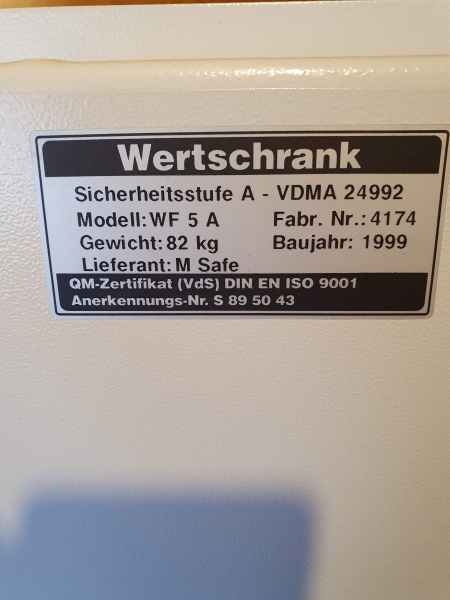 Wertschrank
Sicherheitsstufe A - VDMA 24992
Modell: WF 5 A Fabr. Nr.: 4174
Gewicht: 82 kg Baujahr: 1999
Lieferant: M Safe
QM-Zertifikat (VdS) DIN EN ISO 9001
Anerkennungs-Nr. S 89 50 43